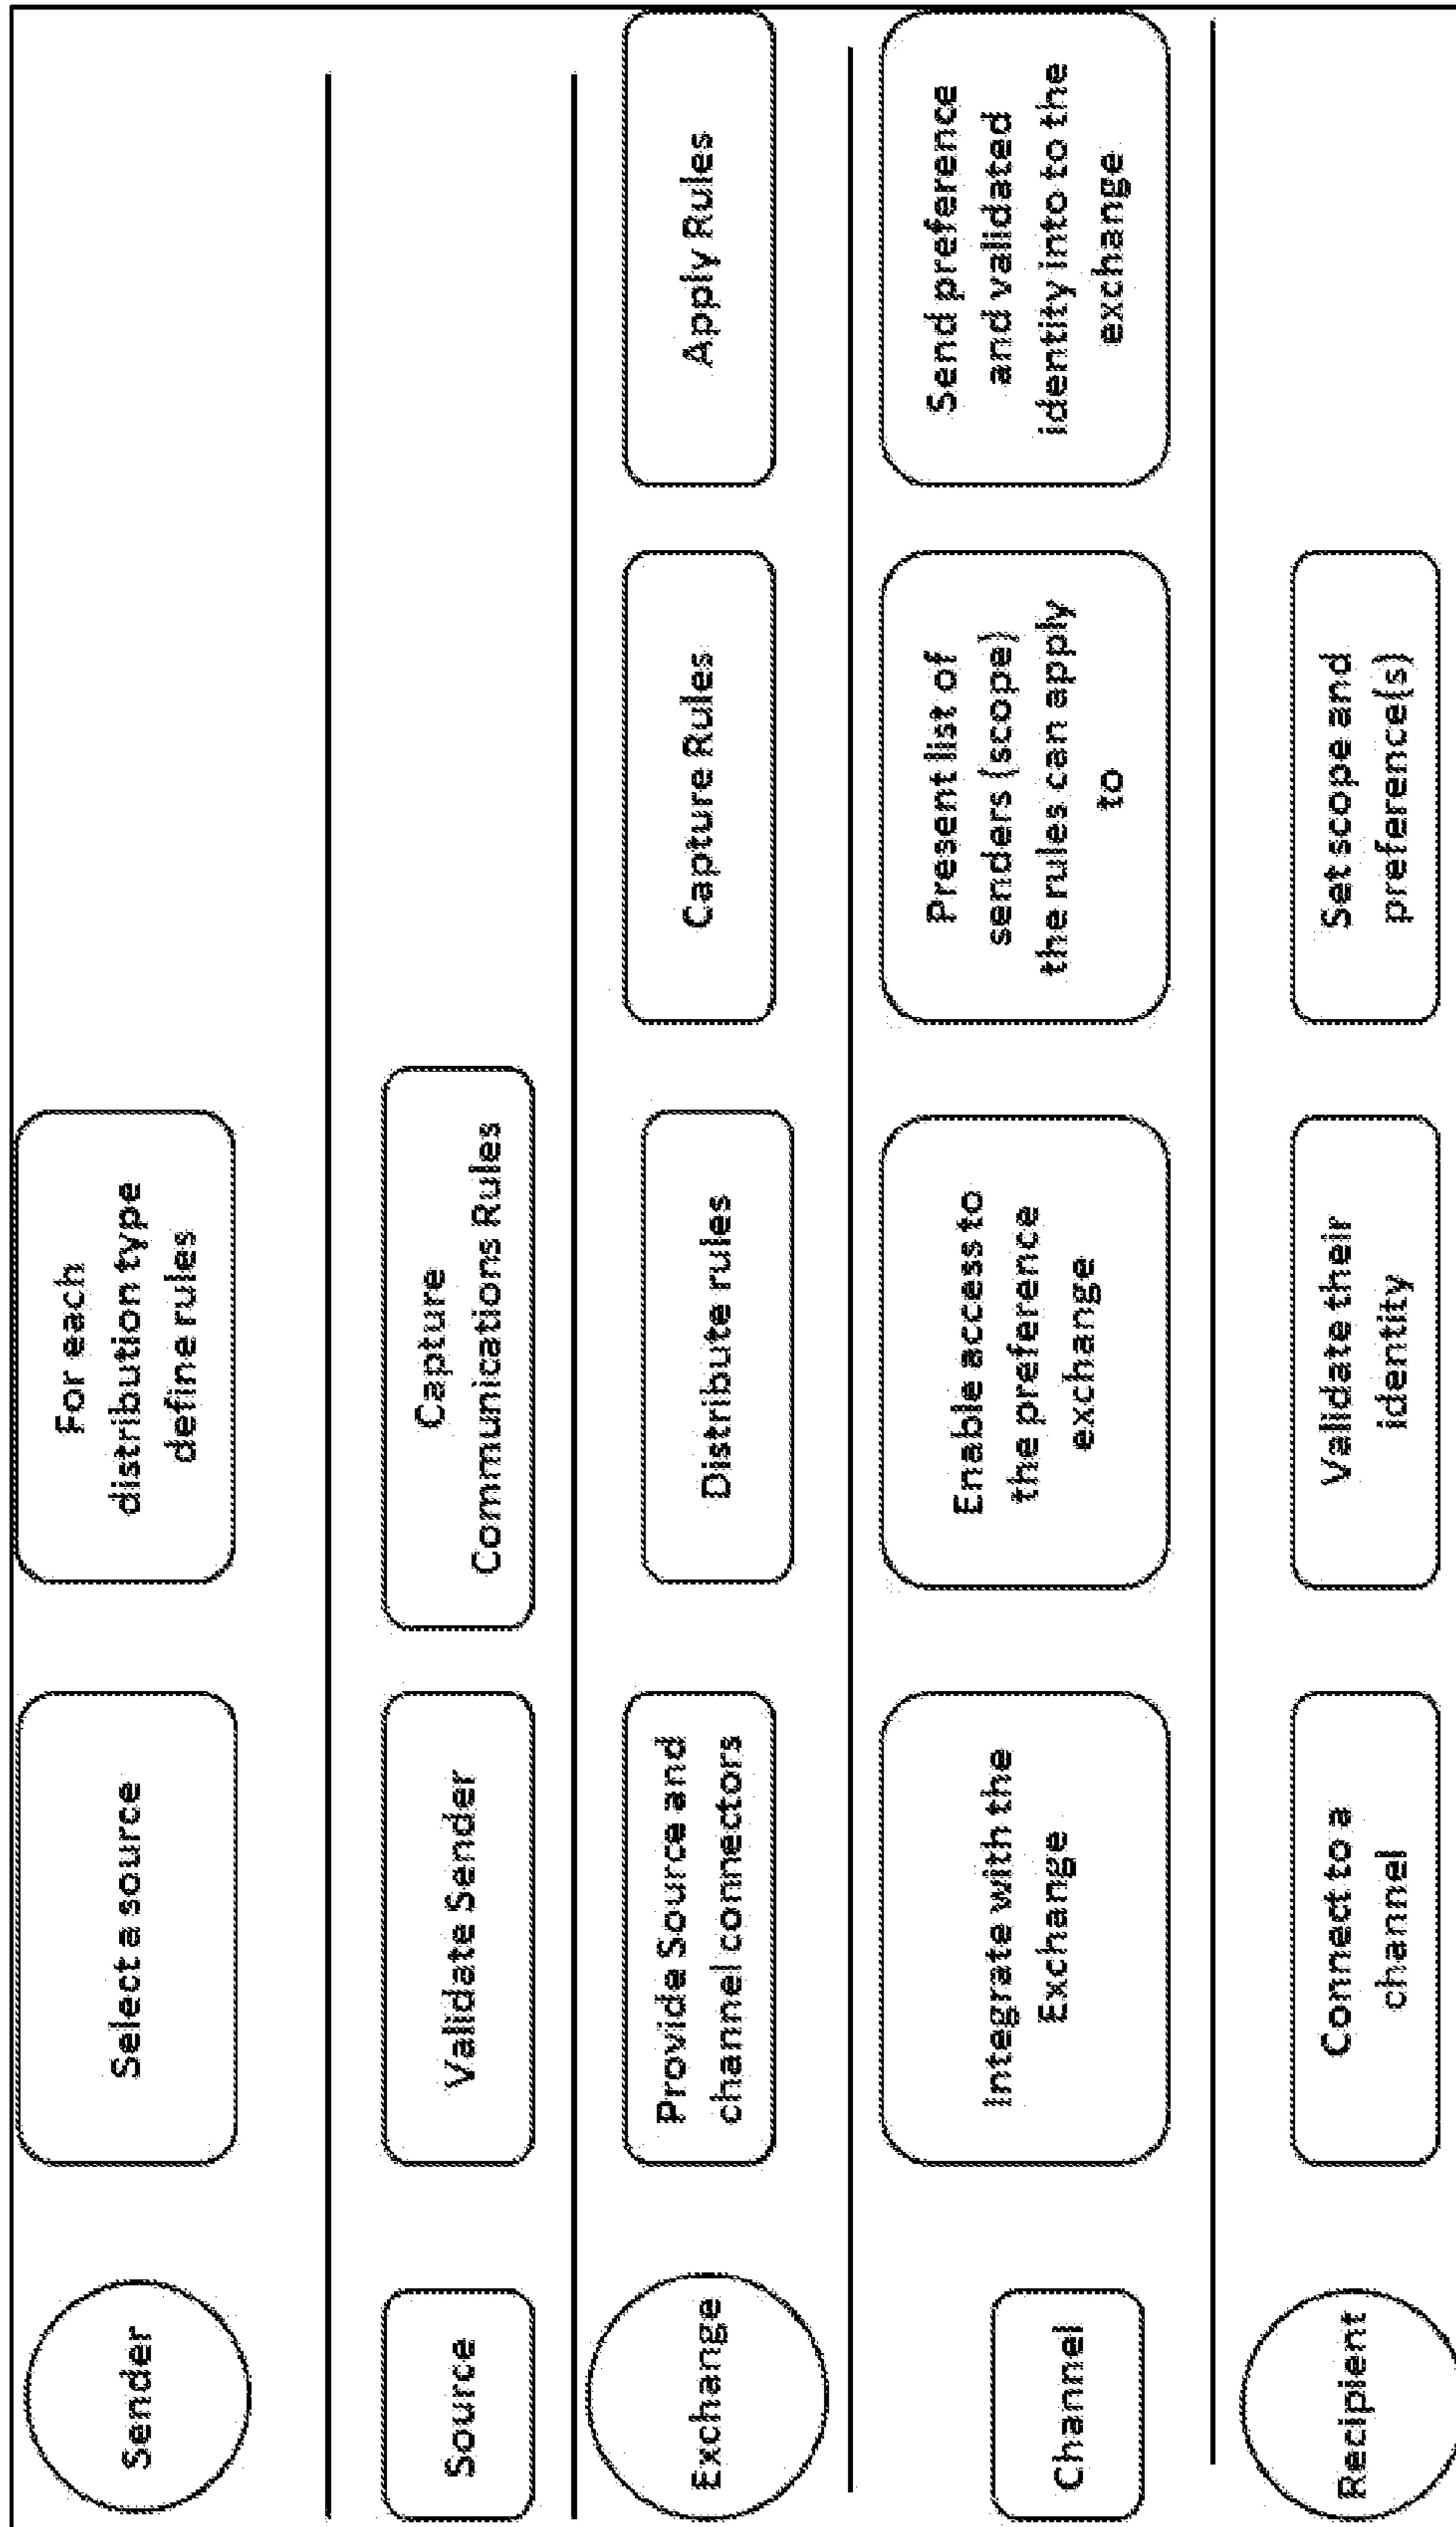 Sender
Select a source
For each
distribution type
define rules
Source
Validate Sender
Capture
Communications Rules
Exchange
Provide Source and
channel connectors
Distribute rules
Capture Rules
Apply Rules
Channel
Integrate with the
Exchange
Enable access to
the preference
exchange
Present list of
senders (scope)
the rules can apply
to
Send preference
and validated
identity into to the
exchange
Recipient
Connect to a
channel
Validate their
identity
Set scope and
preference(s)